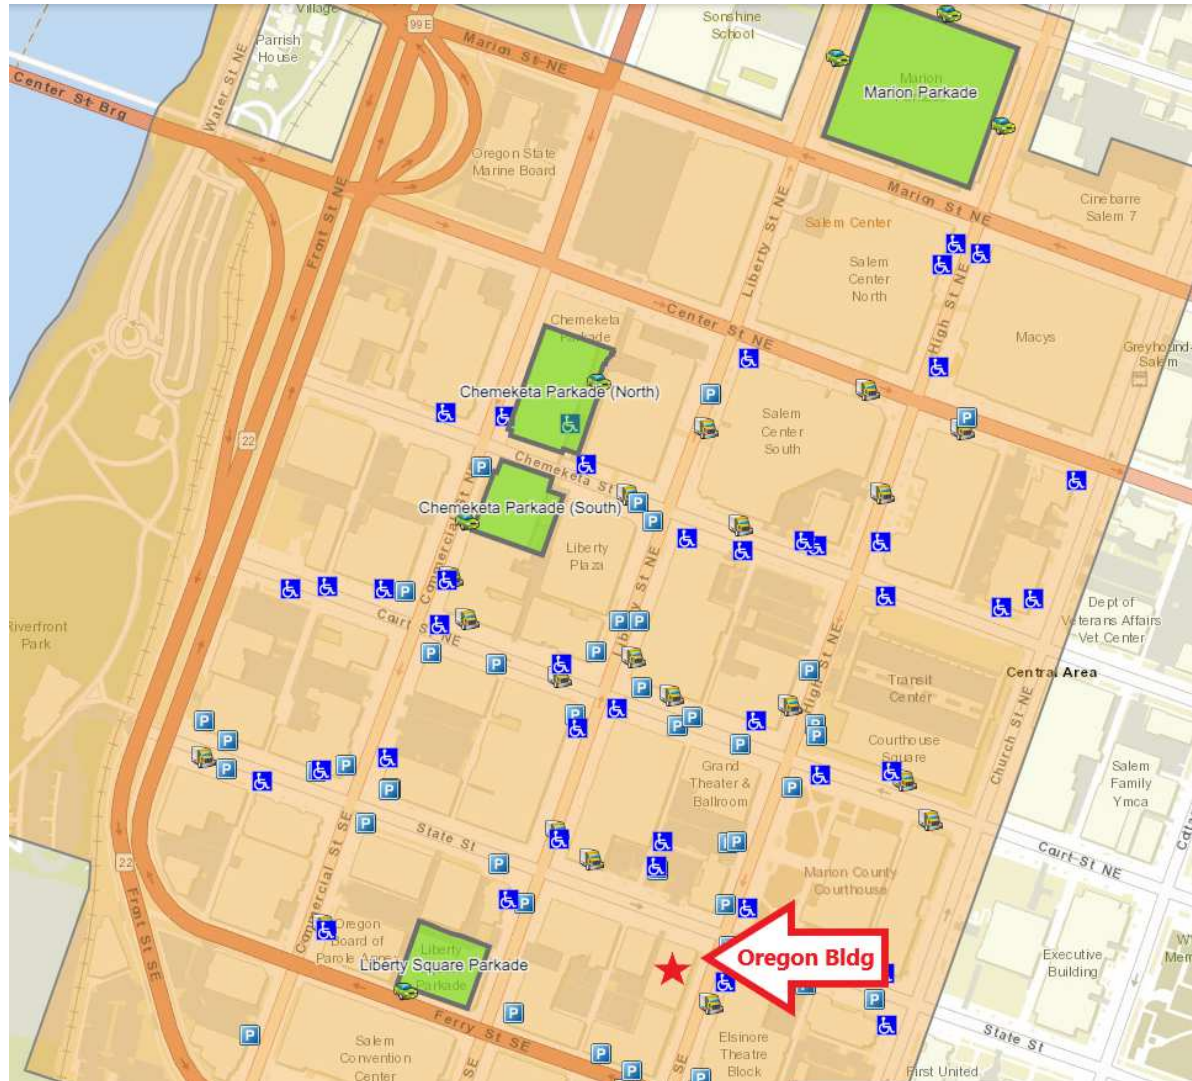 Village
Parrish
House
99E
Marion St NE
Sonshine
School
Marion
Marion Parkade
Center St Brg
Water St NE
Oregon State
Marine Board
Front St NE
Liberty St NE
Marion St NE
Cinebarre
Salem 7
Salem Center
Salem
Center
North
High St NE
Macys
Greyhound-
Salem
Chemeketa
Parkade
Center St NE
Chemeketa Parkade (North)
P
P
Salem
Center
South
22
P
Chemeketa St
Chemeketa Parkade (South)
P
P
Liberty
Plaza
Commercial St NE
P
Court St NE
Liberty St NE
P
P
P
P
P
Riverfront
Park
Dept of
Veterans Affairs
Vet Center
Central Area
High St NE
P
Transit
Center
P
P
P
P
P
P
P
P
P
P
Courthouse
Square
Church St NE
Salem
Family
Ymca
Grand
Theater &
Ballroom
P
P
P
P
P
State St
P
P
Court St NE
Marion County
Courthouse
22
Front St SE
Commercial St SE
P
P
Oregon
Board of
Liberty
Liberty Square Parkade
Parkade
Oregon Bldg
Executive
Building
P
P
Ferry St SE
P
State St
Salem
Convention
Center
P
P
SE
SE
P
Elsinore
Theatre
Block
First United